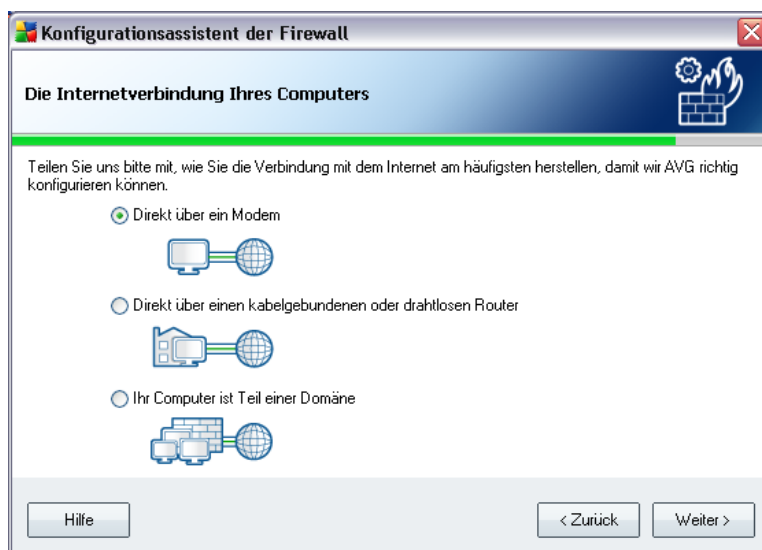 Konfigurationsassistent der Firewall
Die Internetverbindung Ihres Computers
Teilen Sie uns bitte mit, wie Sie die Verbindung mit dem Internet am häufigsten herstellen, damit wir AVG richtig
konfigurieren können.
Direkt über ein Modem
Direkt über einen kabelgebundenen oder drahtlosen Router
Ihr Computer ist Teil einer Domäne
Hilfe
< Zurück
Weiter >